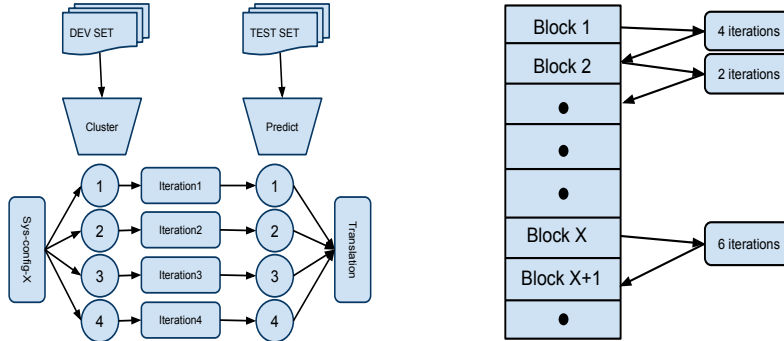 DEV SET
TEST SET
Cluster
Predict
Sys-config-X
1
Iteration1
1
2
Iteration2
2
3
Iteration3
3
4
Iteration4
4
Translation
Block 1
4 iterations
Block 2
2 iterations
Block X
6 iterations
Block X+1